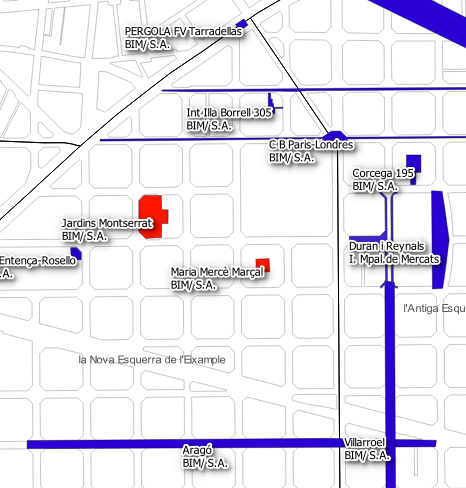 PERGOLA FV Tarradellas
BIM/ S.A.
Int Illa Borrell 305
BIM/ S.A.
C B Paris-Londres
BIM/ S.A.
Corcega 195
BIM/ S.A.
Jardins Montserrat
BIM/ S.A.
Entença-Rosello
S.A.
Maria Mercè Marçal
BIM/ S.A.
Duran i Reynals
I. Mpal.de Mercats
l'Antiga Esqu
la Nova Esquerra de l'Eixample
Aragó
BIM/ S.A.
Villarroel
BIM/ S.A.